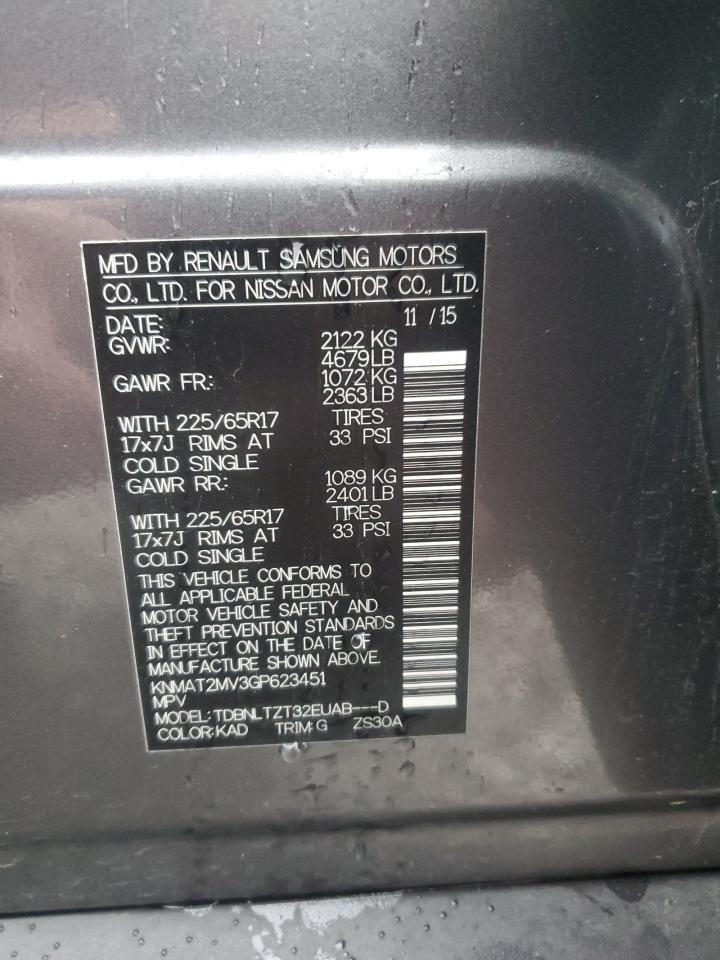 MFD BY RENAULT SAMSUNG MOTORS
CO., LTD. FOR NISSAN MOTOR CO., LTD.
DATE: 11 / 15
GVWR: 2122 KG
4679 LB
GAWR FR: 1072 KG
2363 LB
WITH 225/65R17 TIRES
17x7J RIMS AT 33 PSI
COLD SINGLE
GAWR RR: 1089 KG
2401 LB
WITH 225/65R17 TIRES
17x7J RIMS AT 33 PSI
COLD SINGLE
THIS VEHICLE CONFORMS TO
ALL APPLICABLE FEDERAL
MOTOR VEHICLE SAFETY AND
THEFT PREVENTION STANDARDS
IN EFFECT ON THE DATE OF
MANUFACTURE SHOWN ABOVE.
KNMAT2MV3GP623451
MPV
MODEL: TDBNLTZT32EUAB---D
COLOR: KAD TRIM: G ZS30A